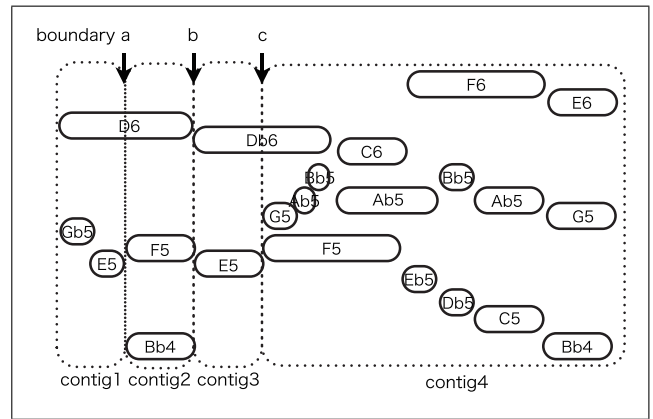 boundary a b c
F6
E6
D6
Db6
C6
Bb5 Bb5
Ab5 Ab5 Ab5
G5 G5
Gb5
F5 F5
E5 E5
Eb5
Db5
C5
Bb4 Bb4
contig1 contig2 contig3 contig4